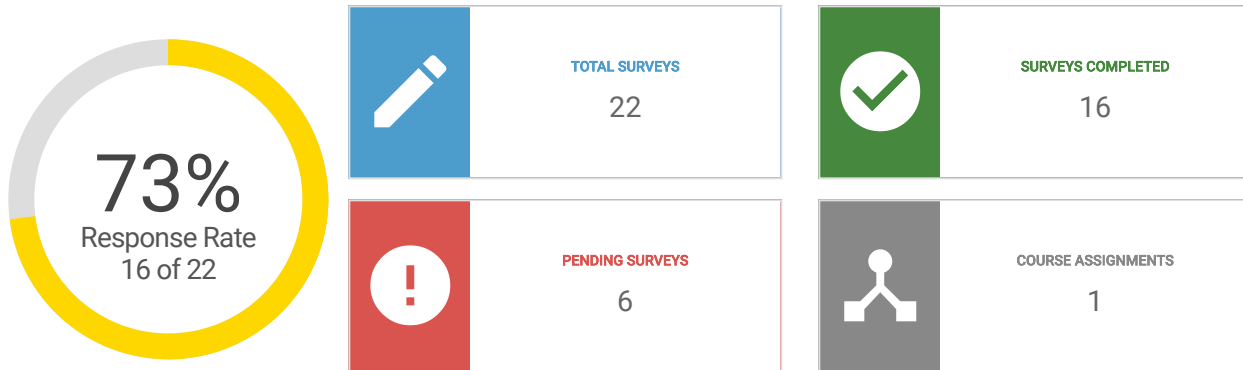 73%
Response Rate
16 of 22
TOTAL SURVEYS
22
SURVEYS COMPLETED
16
PENDING SURVEYS
6
COURSE ASSIGNMENTS
1